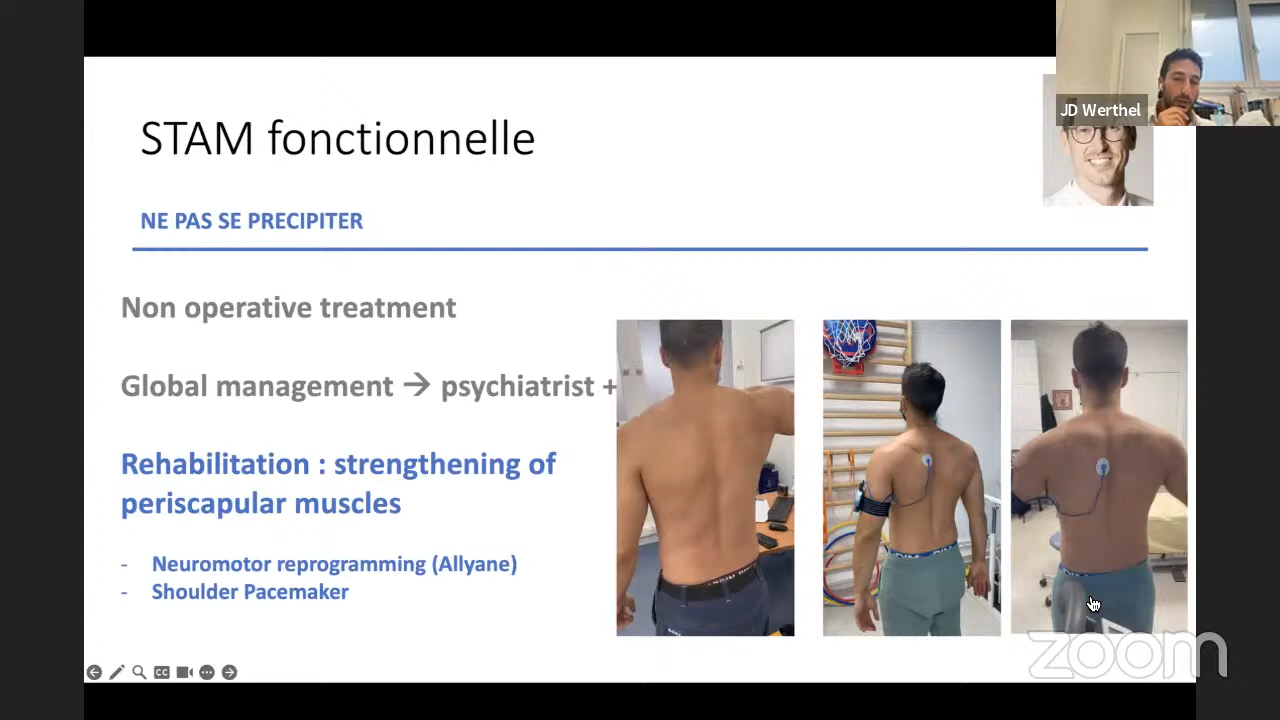 JD Werthel
STAM fonctionnelle
NE PAS SE PRECIPITER
Non operative treatment
Global management → psychiatrist +
Rehabilitation : strengthening of
periscapular muscles
- Neuromotor reprogramming (Allyane)
- Shoulder Pacemaker
CC
zoom